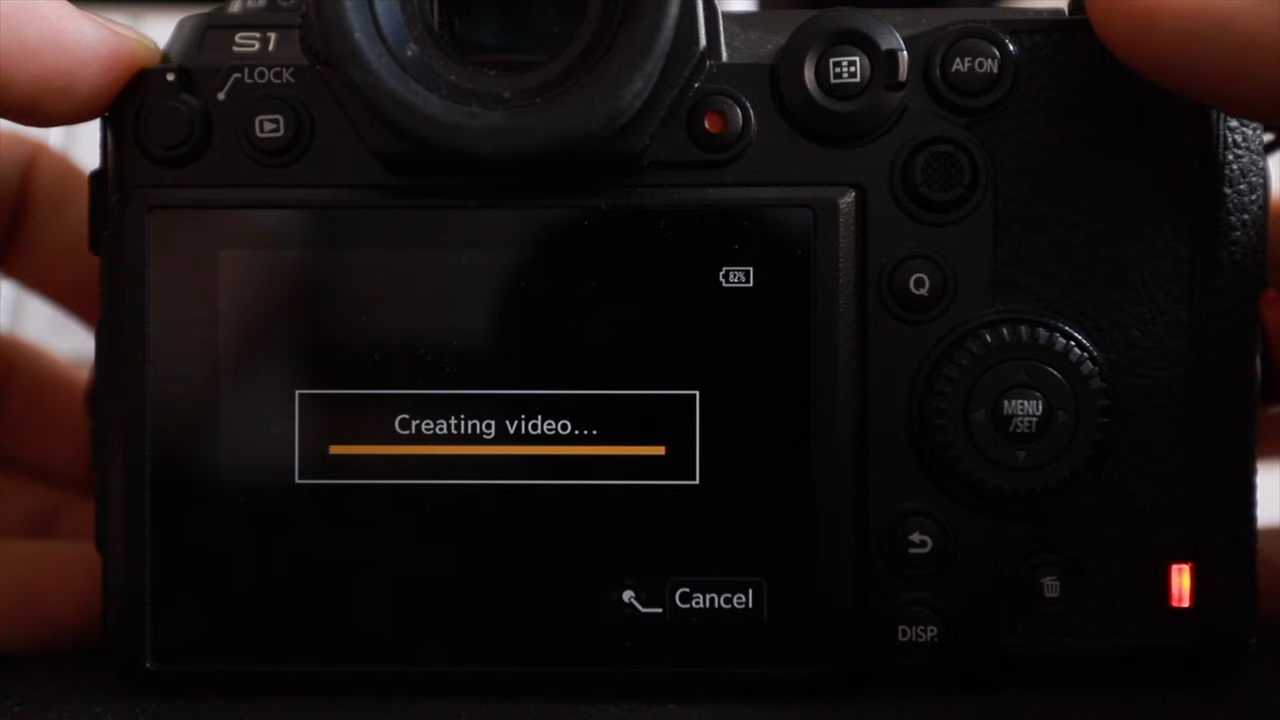 S1
LOCK
AF ON
Q
82%
Creating video...
MENU
/SET
Cancel
DISP.